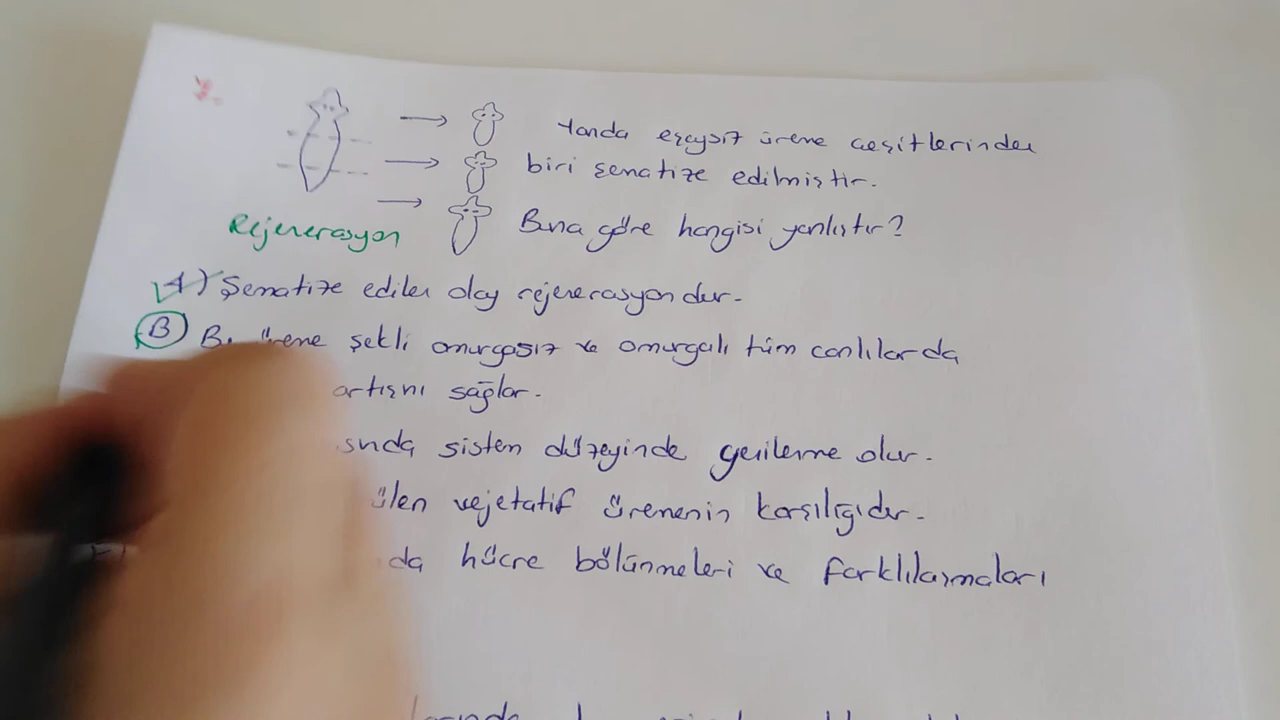 Yanda eşeysiz üreme çeşitlerinden
biri şematize edilmiştir.
Rejenerasyon
Buna göre hangisi yanlıştır?
A) Şematize edilen olay rejenerasyondur.
B) Bu üreme şekli omurgasız ve omurgalı tüm canlılarda
artışını sağlar.
sistem düzeyinde gerileme olur.
vejetatif üremenin karşılığıdır.
da hücre bölünmeleri ve farklılaşmaları